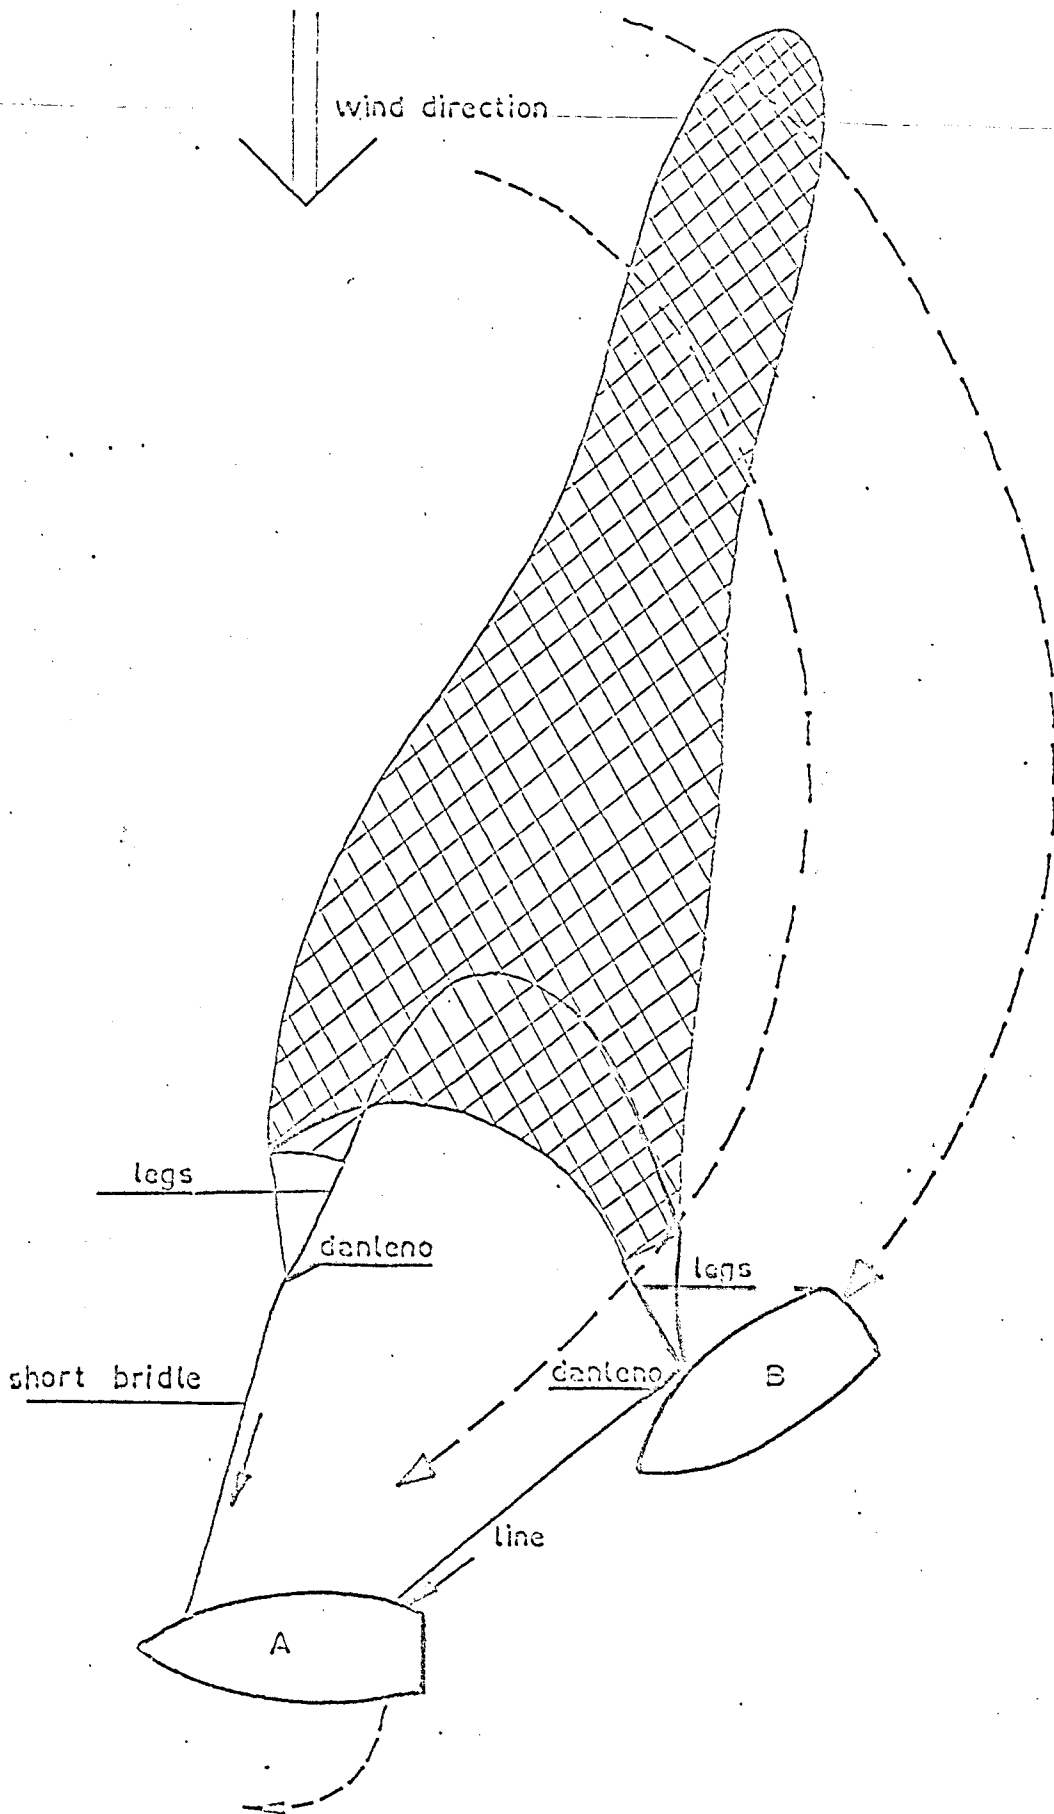 wind direction
legs
danleno
legs
short bridle
danleno
B
line
A